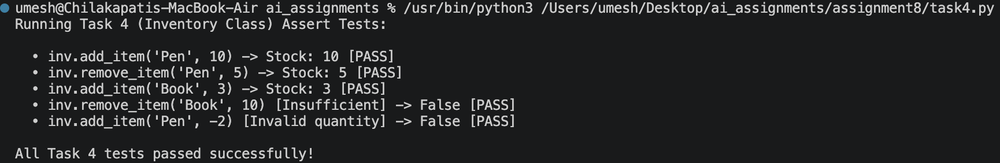 umesh@Chilakapatis-MacBook-Air ai_assignments % /usr/bin/python3 /Users/umesh/Desktop/ai_assignments/assignment8/task4.py
Running Task 4 (Inventory Class) Assert Tests:
• inv.add_item('Pen', 10) -> Stock: 10 [PASS]
• inv.remove_item('Pen', 5) -> Stock: 5 [PASS]
• inv.add_item('Book', 3) -> Stock: 3 [PASS]
• inv.remove_item('Book', 10) [Insufficient] -> False [PASS]
• inv.add_item('Pen', -2) [Invalid quantity] -> False [PASS]
All Task 4 tests passed successfully!